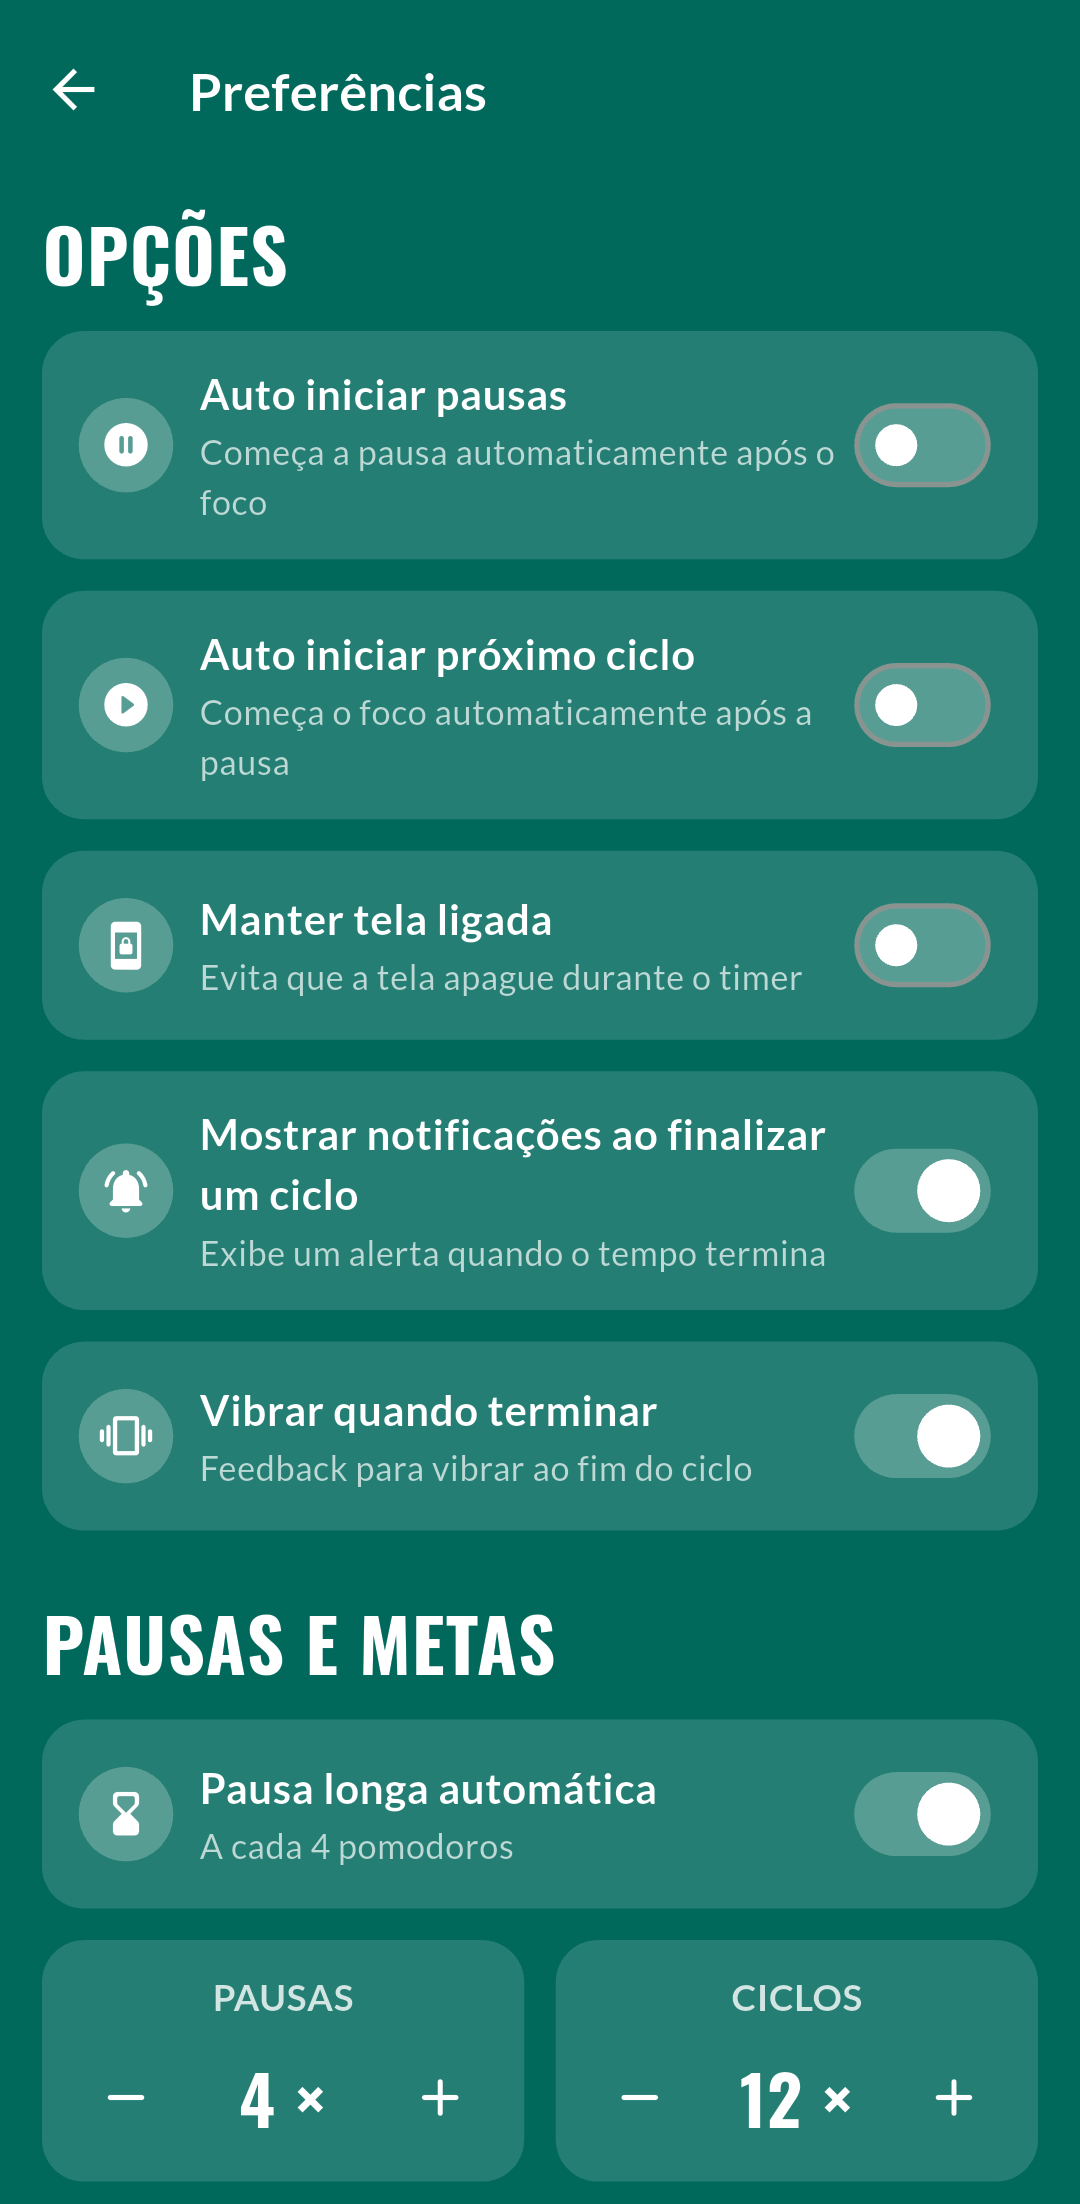 Preferências
OPÇÕES
Auto iniciar pausas
Começa a pausa automaticamente após o
foco
Auto iniciar próximo ciclo
Começa o foco automaticamente após a
pausa
Manter tela ligada
Evita que a tela apague durante o timer
Mostrar notificações ao finalizar
um ciclo
Exibe um alerta quando o tempo termina
Vibrar quando terminar
Feedback para vibrar ao fim do ciclo
PAUSAS E METAS
Pausa longa automática
A cada 4 pomodoros
PAUSAS
− 4 × +
CICLOS
− 12 × +